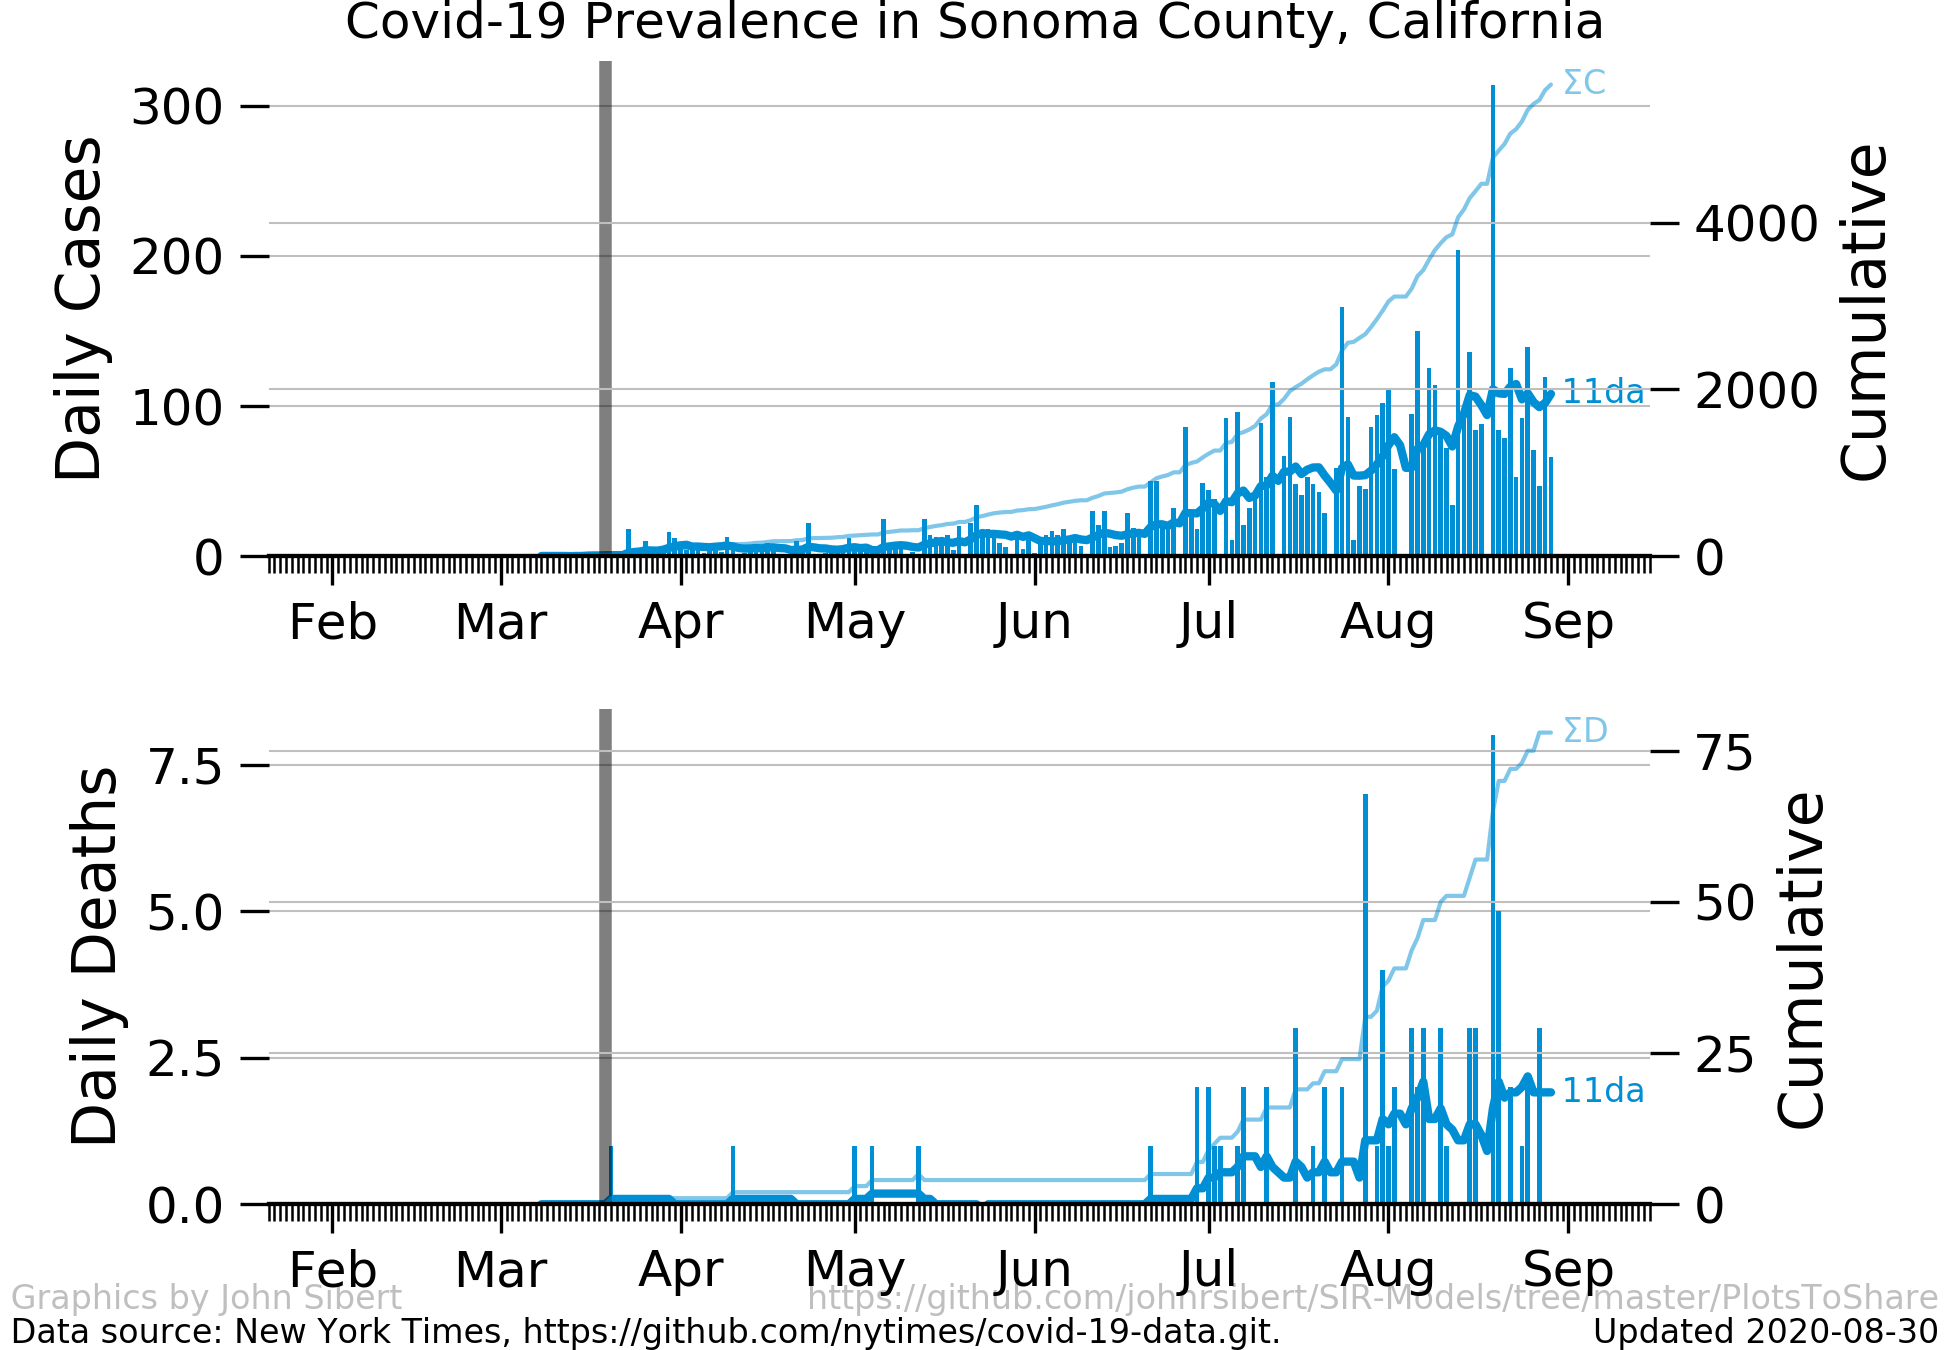 Covid-19 Prevalence in Sonoma County, California
Daily Cases
300
200
100
0
ΣC
11da
4000
2000
0
Cumulative
Feb Mar Apr May Jun Jul Aug Sep
Daily Deaths
7.5
5.0
2.5
0.0
ΣD
11da
75
50
25
0
Cumulative
Feb Mar Apr May Jun Jul Aug Sep
Graphics by John Sibert https://github.com/johnrsibert/SIR-Models/tree/master/PlotsToShare
Data source: New York Times, https://github.com/nytimes/covid-19-data.git. Updated 2020-08-30